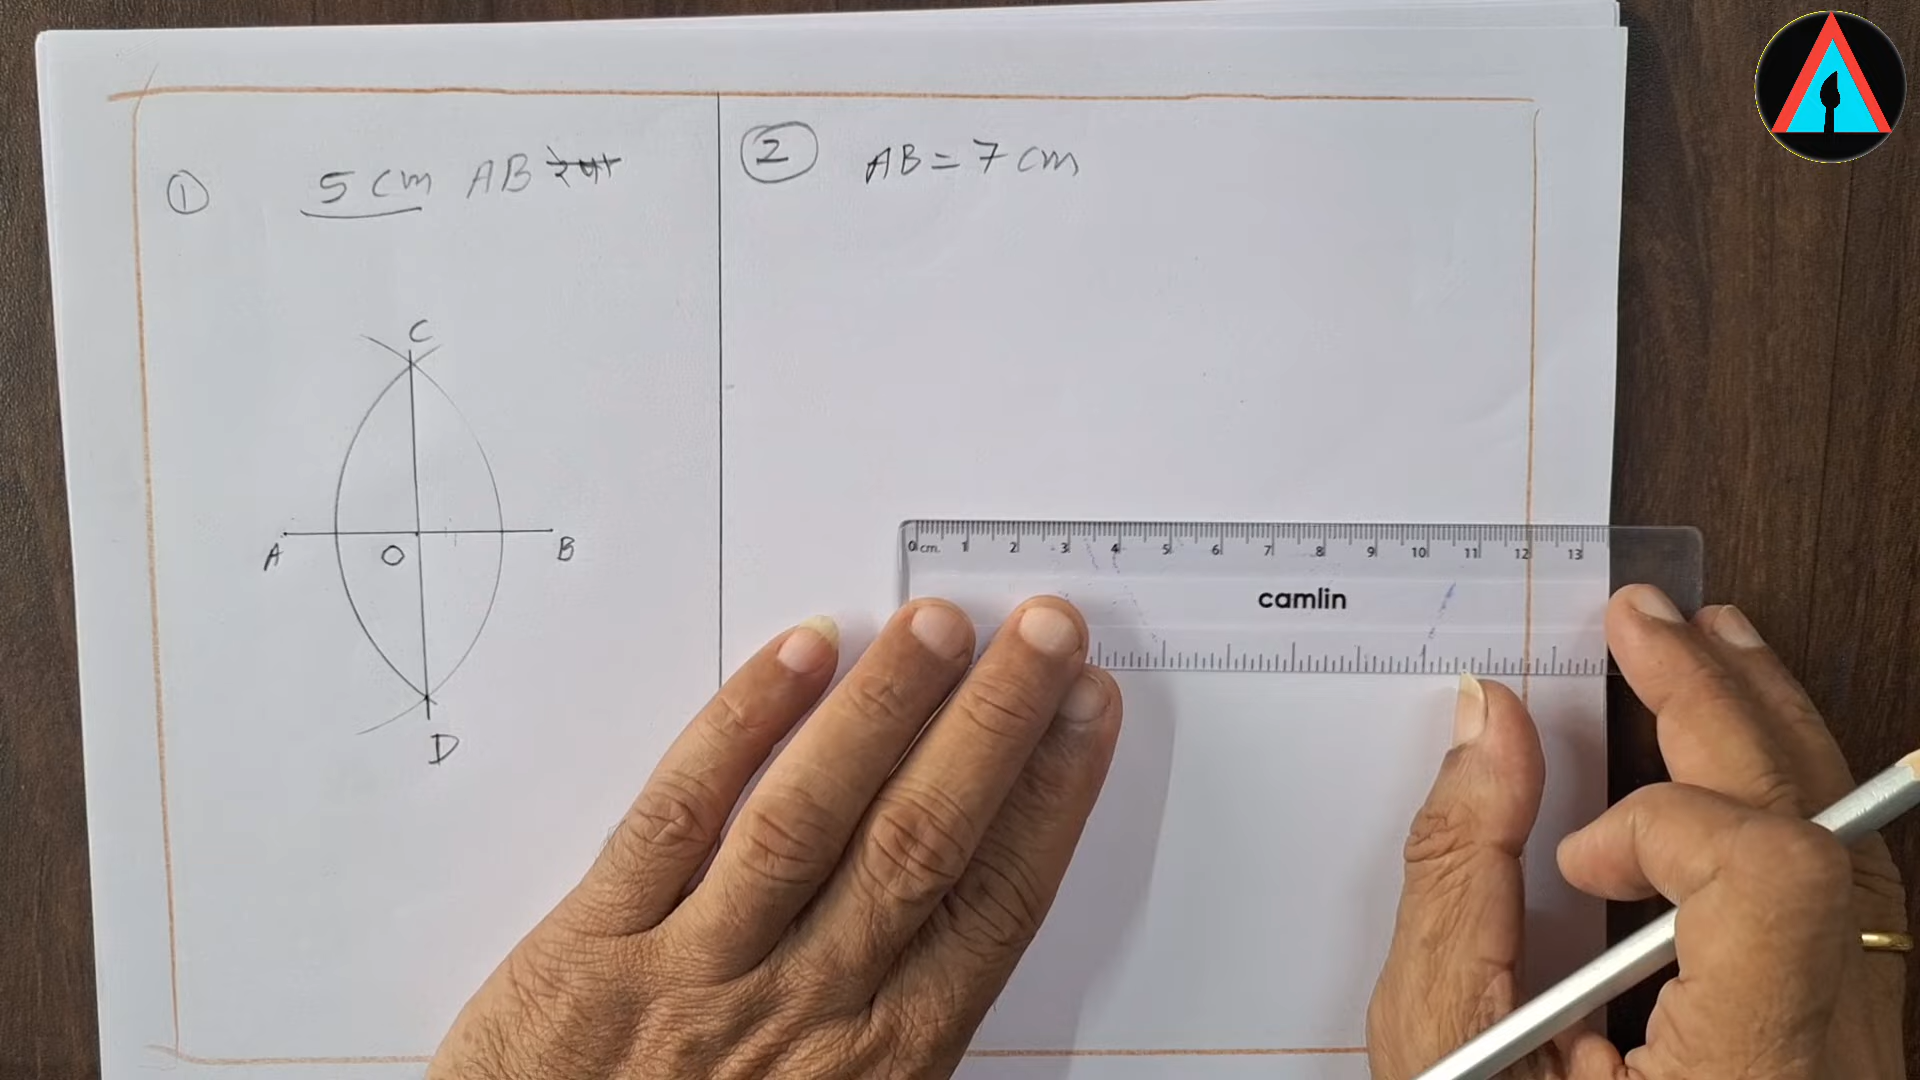 ① 5 cm AB रेखा
C
A O B
D
② AB = 7 cm
0 cm. 1 2 3 4 5 6 7 8 9 10 11 12 13
camlin